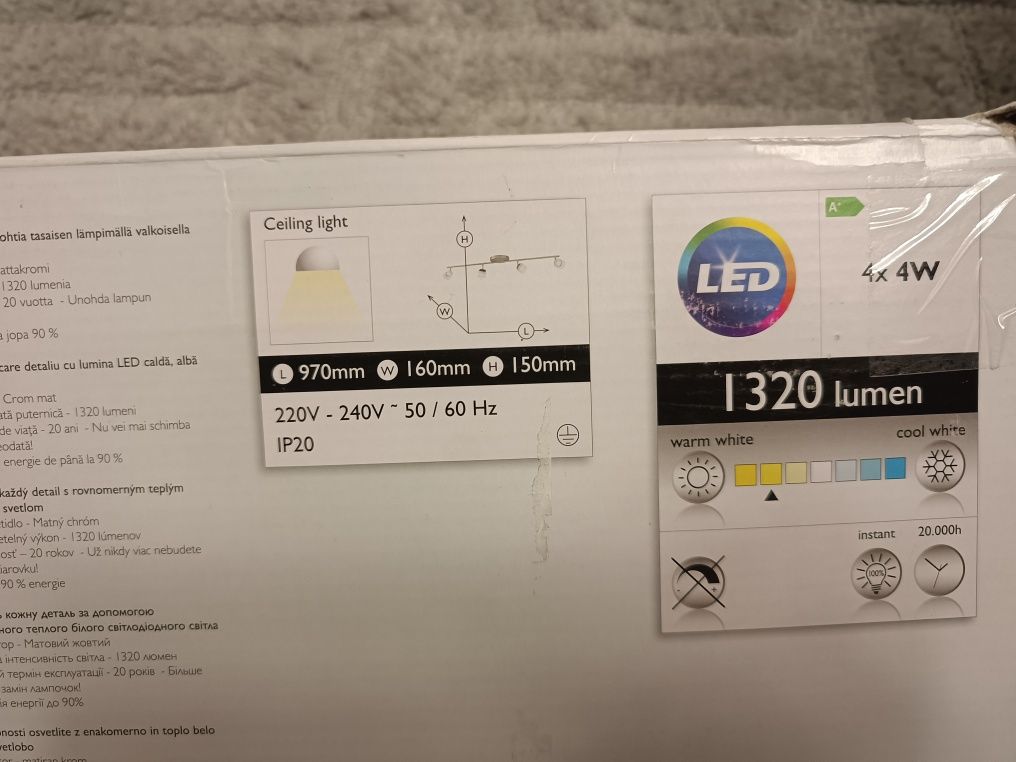 ohtia tasaisen lämpimällä valkoisella
attakromi
1320 lumenia
20 vuotta - Unohda lampun
jopa 90 %
care detaliu cu lumina LED caldă, albă
Crom mat
ată puternică - 1320 lumeni
de viaţă - 20 ani - Nu vei mai schimba
eodată!
energie de până la 90 %
každý detail s rovnomerným teplým
svetlom
tidlo - Matný chróm
etelný výkon - 1320 lúmenov
osť – 20 rokov - Už nikdy viac nebudete
iarovku!
90 % energie
кожну деталь за допомогою
ного теплого білого світлодіодного світла
ор - Матовий жовтий
інтенсивність світла - 1320 люмен
й термін експлуатації - 20 років - Більше
замін лампочок!
ія енергії до 90%
nosti osvetlite z enakomerno in toplo belo
vetlobo
Ceiling light
H
W
L
L 970mm W 160mm H 150mm
220V - 240V ~ 50 / 60 Hz
IP20
A+
LED
4x 4W
1320 lumen
warm white
cool white
instant
20.000h
100%
- +